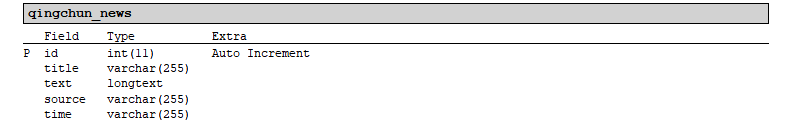 qingchun_news
Field Type Extra
P id int(11) Auto Increment
title varchar(255)
text longtext
source varchar(255)
time varchar(255)